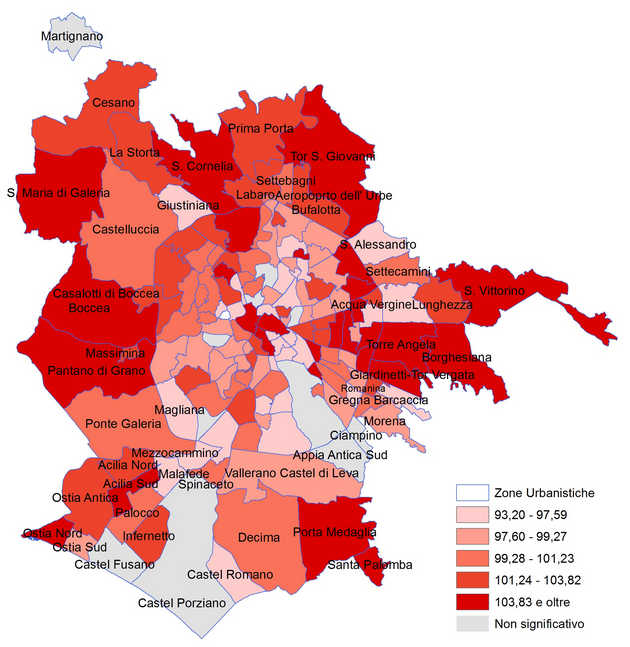 Martignano
Cesano
Prima Porta
La Storta
S. Cornelia
Tor S. Giovanni
Settebagni
S. Maria di Galeria
Labaro
Aeroporto dell' Urbe
Giustiniana
Bufalotta
Castelluccia
S. Alessandro
Settecamini
Casalotti di Boccea
S. Vittorino
Boccea
Acqua Vergine
Lunghezza
Torre Angela
Massimina
Borghesiana
Pantano di Grano
Giardinetti-Tor Vergata
Romanina
Gregna
Barcaccia
Magliana
Morena
Ponte Galeria
Ciampino
Mezzocammino
Appia Antica Sud
Acilia Nord
Malafede
Vallerano
Castel di Leva
Acilia Sud
Spinaceto
Ostia Antica
Palocco
Ostia Nord
Infernetto
Decima
Porta Medaglia
Ostia Sud
Castel Fusano
Santa Palomba
Castel Romano
Castel Porziano
Zone Urbanistiche
93,20 - 97,59
97,60 - 99,27
99,28 - 101,23
101,24 - 103,82
103,83 e oltre
Non significativo